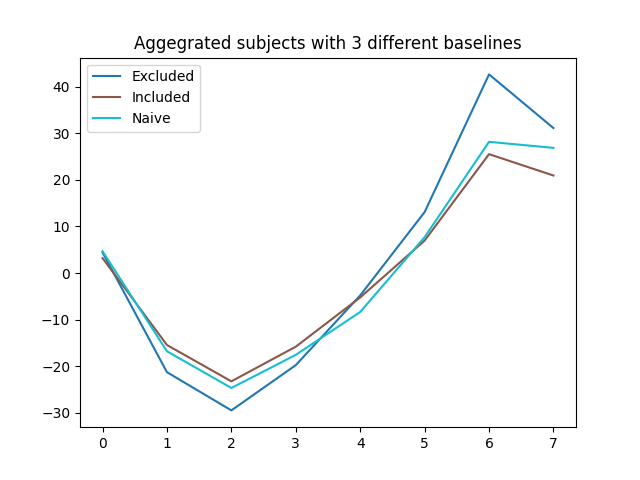 Aggegrated subjects with 3 different baselines
Excluded
Included
Naive
40
30
20
10
0
−10
−20
−30
0 1 2 3 4 5 6 7